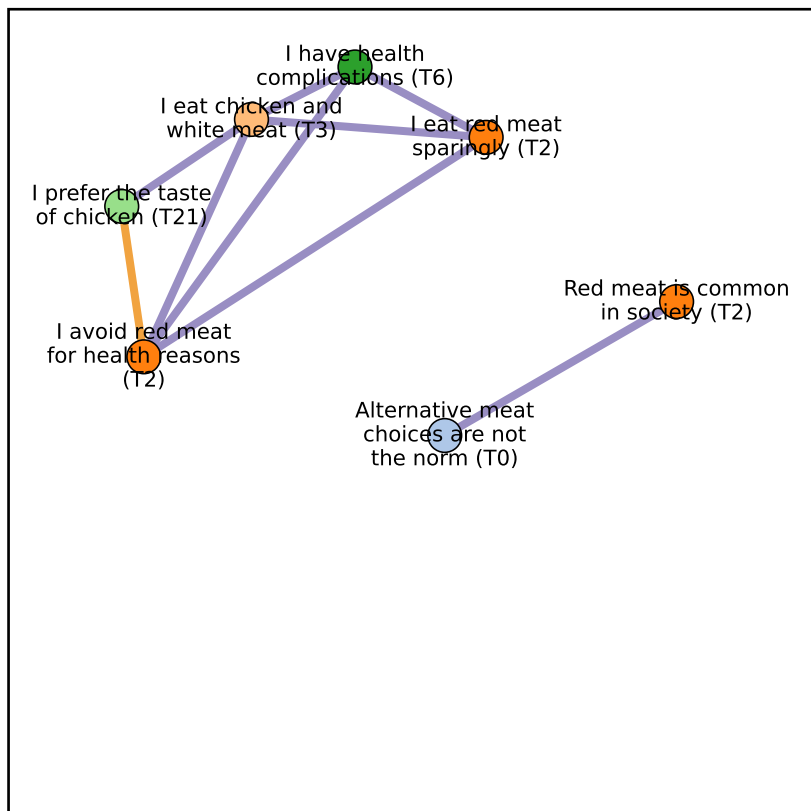 I have health
complications (T6)
I eat chicken and
white meat (T3)
I eat red meat
sparingly (T2)
I prefer the taste
of chicken (T21)
Red meat is common
in society (T2)
I avoid red meat
for health reasons
(T2)
Alternative meat
choices are not
the norm (T0)